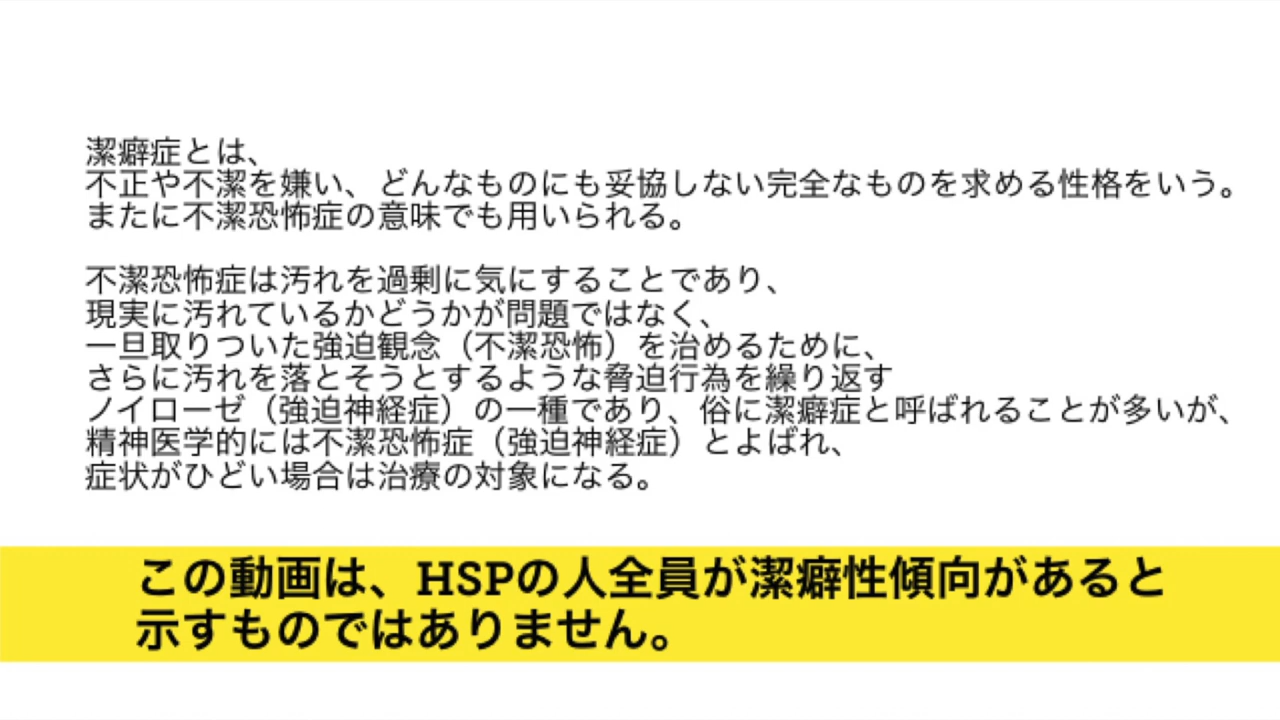 潔癖症とは、
不正や不潔を嫌い、どんなものにも妥協しない完全なものを求める性格をいう。
またに不潔恐怖症の意味でも用いられる。
不潔恐怖症は汚れを過剰に気にすることであり、
現実に汚れているかどうかが問題ではなく、
一旦取りついた強迫観念（不潔恐怖）を治めるために、
さらに汚れを落とそうとするような脅迫行為を繰り返す
ノイローゼ（強迫神経症）の一種であり、俗に潔癖症と呼ばれることが多いが、
精神医学的には不潔恐怖症（強迫神経症）とよばれ、
症状がひどい場合は治療の対象になる。
この動画は、HSPの人全員が潔癖性傾向があると
示すものではありません。